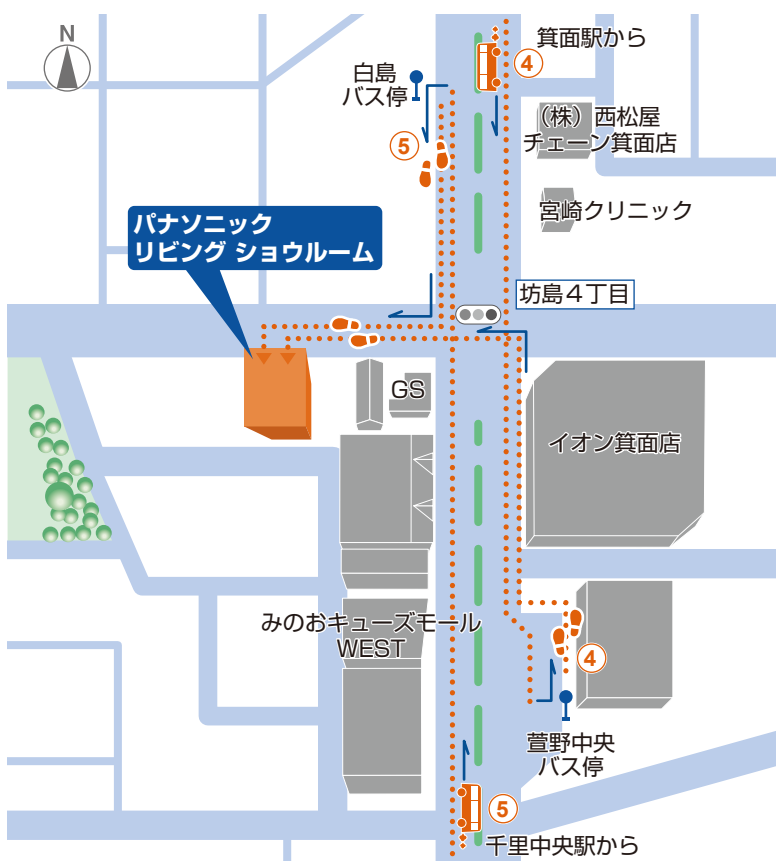 N
箕面駅から
④
白島
バス停
（株）西松屋
チェーン箕面店
⑤
宮崎クリニック
パナソニック
リビング ショウルーム
坊島4丁目
GS
イオン箕面店
みのおキューズモール
WEST
④
萱野中央
バス停
⑤
千里中央駅から